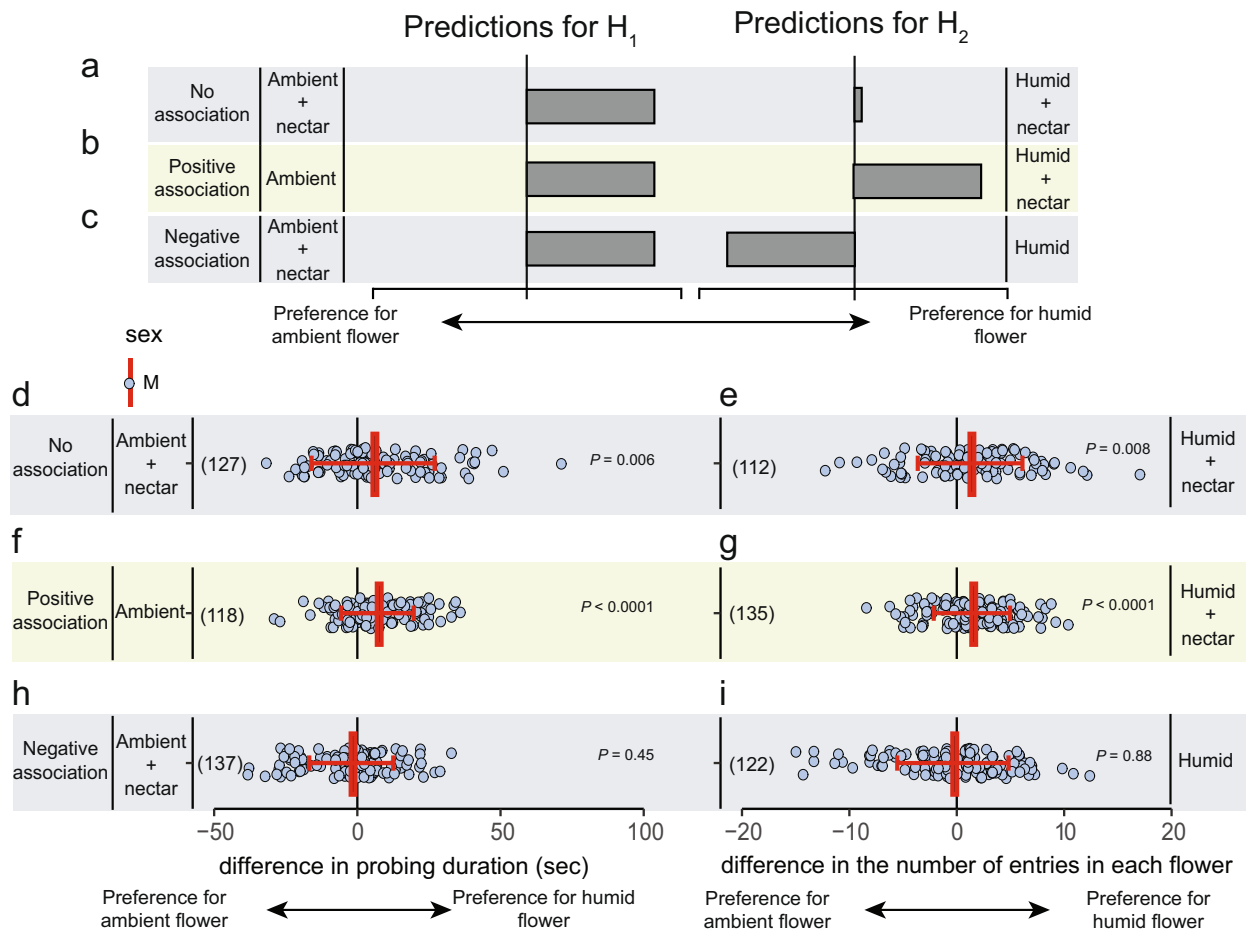 Predictions for H1
Predictions for H2
a
No
association
Ambient
+
nectar
Humid
+
nectar
b
Positive
association
Ambient
Humid
+
nectar
c
Negative
association
Ambient
+
nectar
Humid
Preference for
ambient flower
Preference for humid
flower
sex
M
d
No
association
Ambient
+
nectar
(127)
P = 0.006
e
(112)
P = 0.008
Humid
+
nectar
f
Positive
association
Ambient
(118)
P < 0.0001
g
(135)
P < 0.0001
Humid
+
nectar
h
Negative
association
Ambient
+
nectar
(137)
P = 0.45
i
(122)
P = 0.88
Humid
−50 0 50 100
−20 −10 0 10 20
difference in probing duration (sec)
difference in the number of entries in each flower
Preference for
ambient flower
Preference for humid
flower
Preference for
ambient flower
Preference for
humid flower